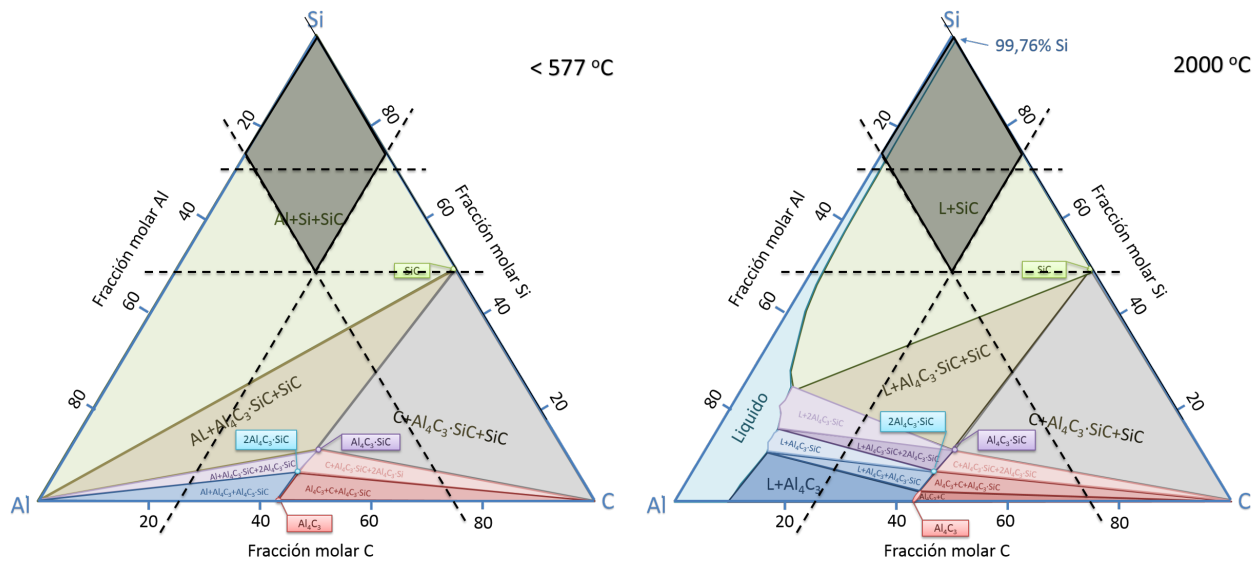 Si
< 577 ºC
20
80
Fracción molar Al
Fracción molar Si
40
60
Al+Si+SiC
SiC
60
40
AL+Al₄C₃·SiC+SiC
C+Al₄C₃·SiC+SiC
80
20
2Al₄C₃·SiC
Al₄C₃·SiC
Al+Al₄C₃·SiC+2Al₄C₃·SiC
C+Al₄C₃·SiC+2Al₄C₃·Si
Al+Al₄C₃+Al₄C₃·SiC
Al₄C₃+C+Al₄C₃·SiC
Al
C
20
40
60
80
Al₄C₃
Fracción molar C
Si
99,76% Si
2000 ºC
20
80
Fracción molar Al
Fracción molar Si
40
60
L+SiC
SiC
60
40
L+Al₄C₃·SiC+SiC
C+Al₄C₃·SiC+SiC
80
20
Liquido
2Al₄C₃·SiC
Al₄C₃·SiC
L+2Al₄C₃·SiC
L+Al₄C₃·SiC
L+Al₄C₃·SiC+2Al₄C₃·SiC
C+Al₄C₃·SiC+2Al₄C₃·SiC
L+Al₄C₃+Al₄C₃·SiC
Al₄C₃+C+Al₄C₃·SiC
L+Al₄C₃
Al₄C₃+C
Al
C
20
40
60
80
Al₄C₃
Fracción molar C